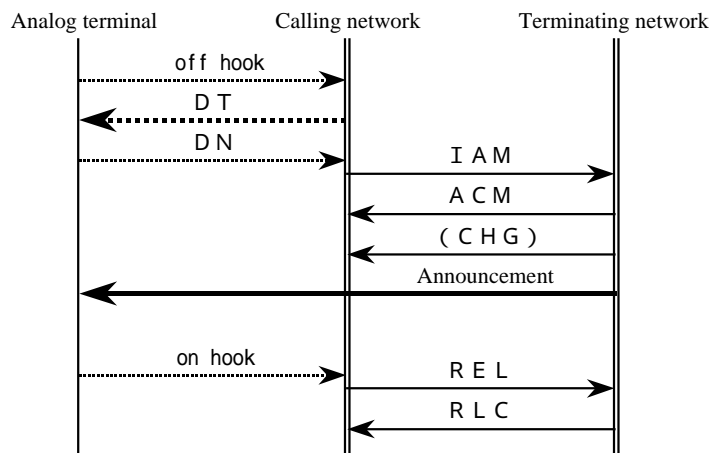 Analog terminal Calling network Terminating network
off hook
DT
DN
IAM
ACM
(CHG)
Announcement
on hook
REL
RLC